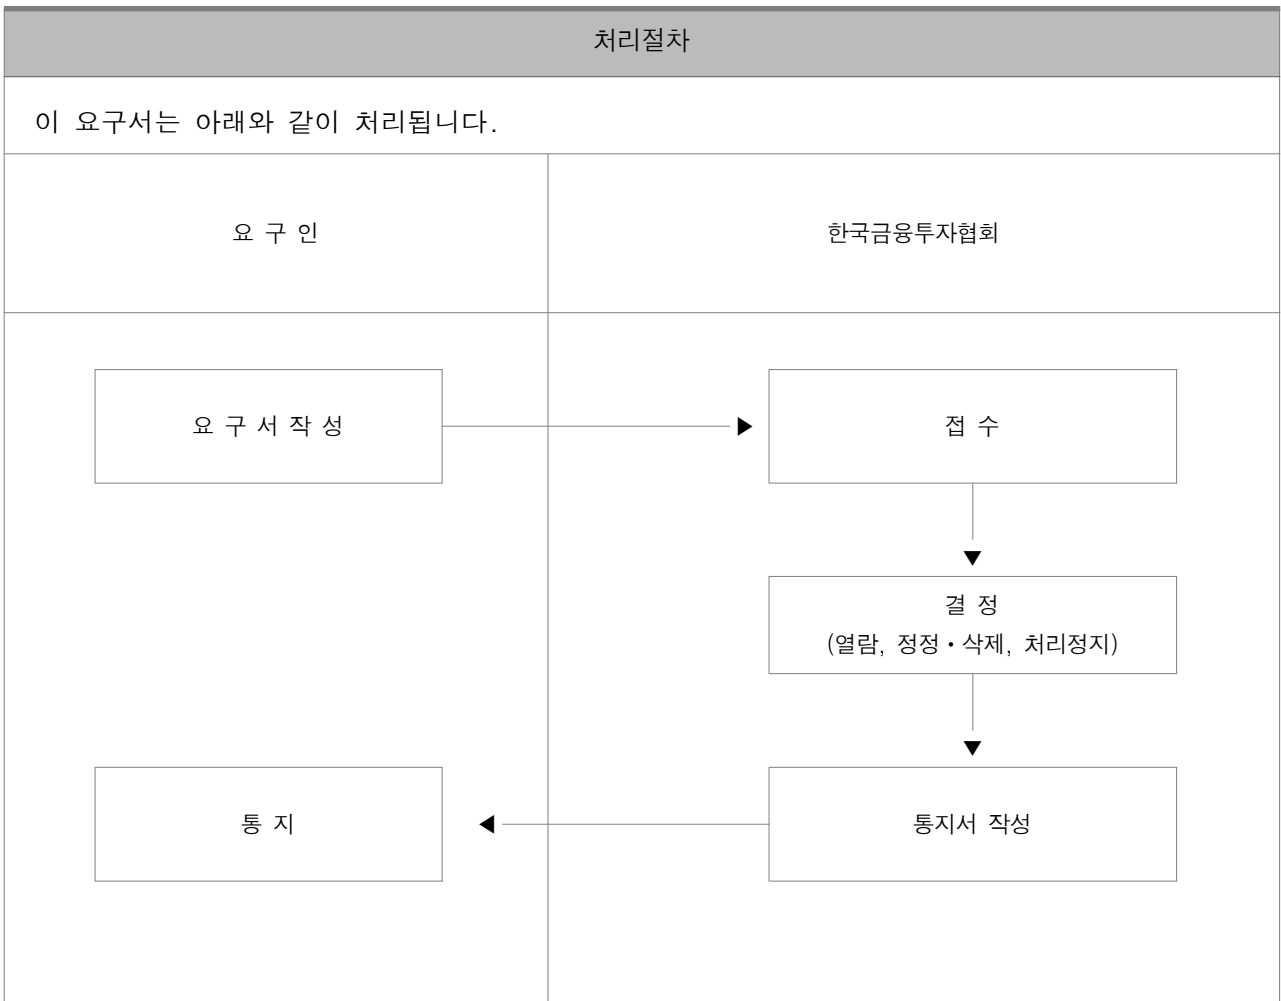 처리절차
이 요구서는 아래와 같이 처리됩니다.
요 구 인
한국금융투자협회
요 구 서 작 성
접 수
결 정
(열람, 정정・삭제, 처리정지)
통 지
통지서 작성